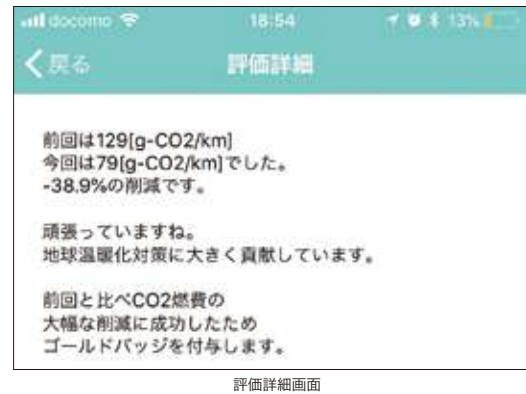 docomo 18:54 13%
戻る 評価詳細
前回は129[g-CO2/km]
今回は79[g-CO2/km]でした。
-38.9%の削減です。
頑張っていますね。
地球温暖化対策に大きく貢献しています。
前回と比べCO2燃費の
大幅な削減に成功したため
ゴールドバッジを付与します。
評価詳細画面